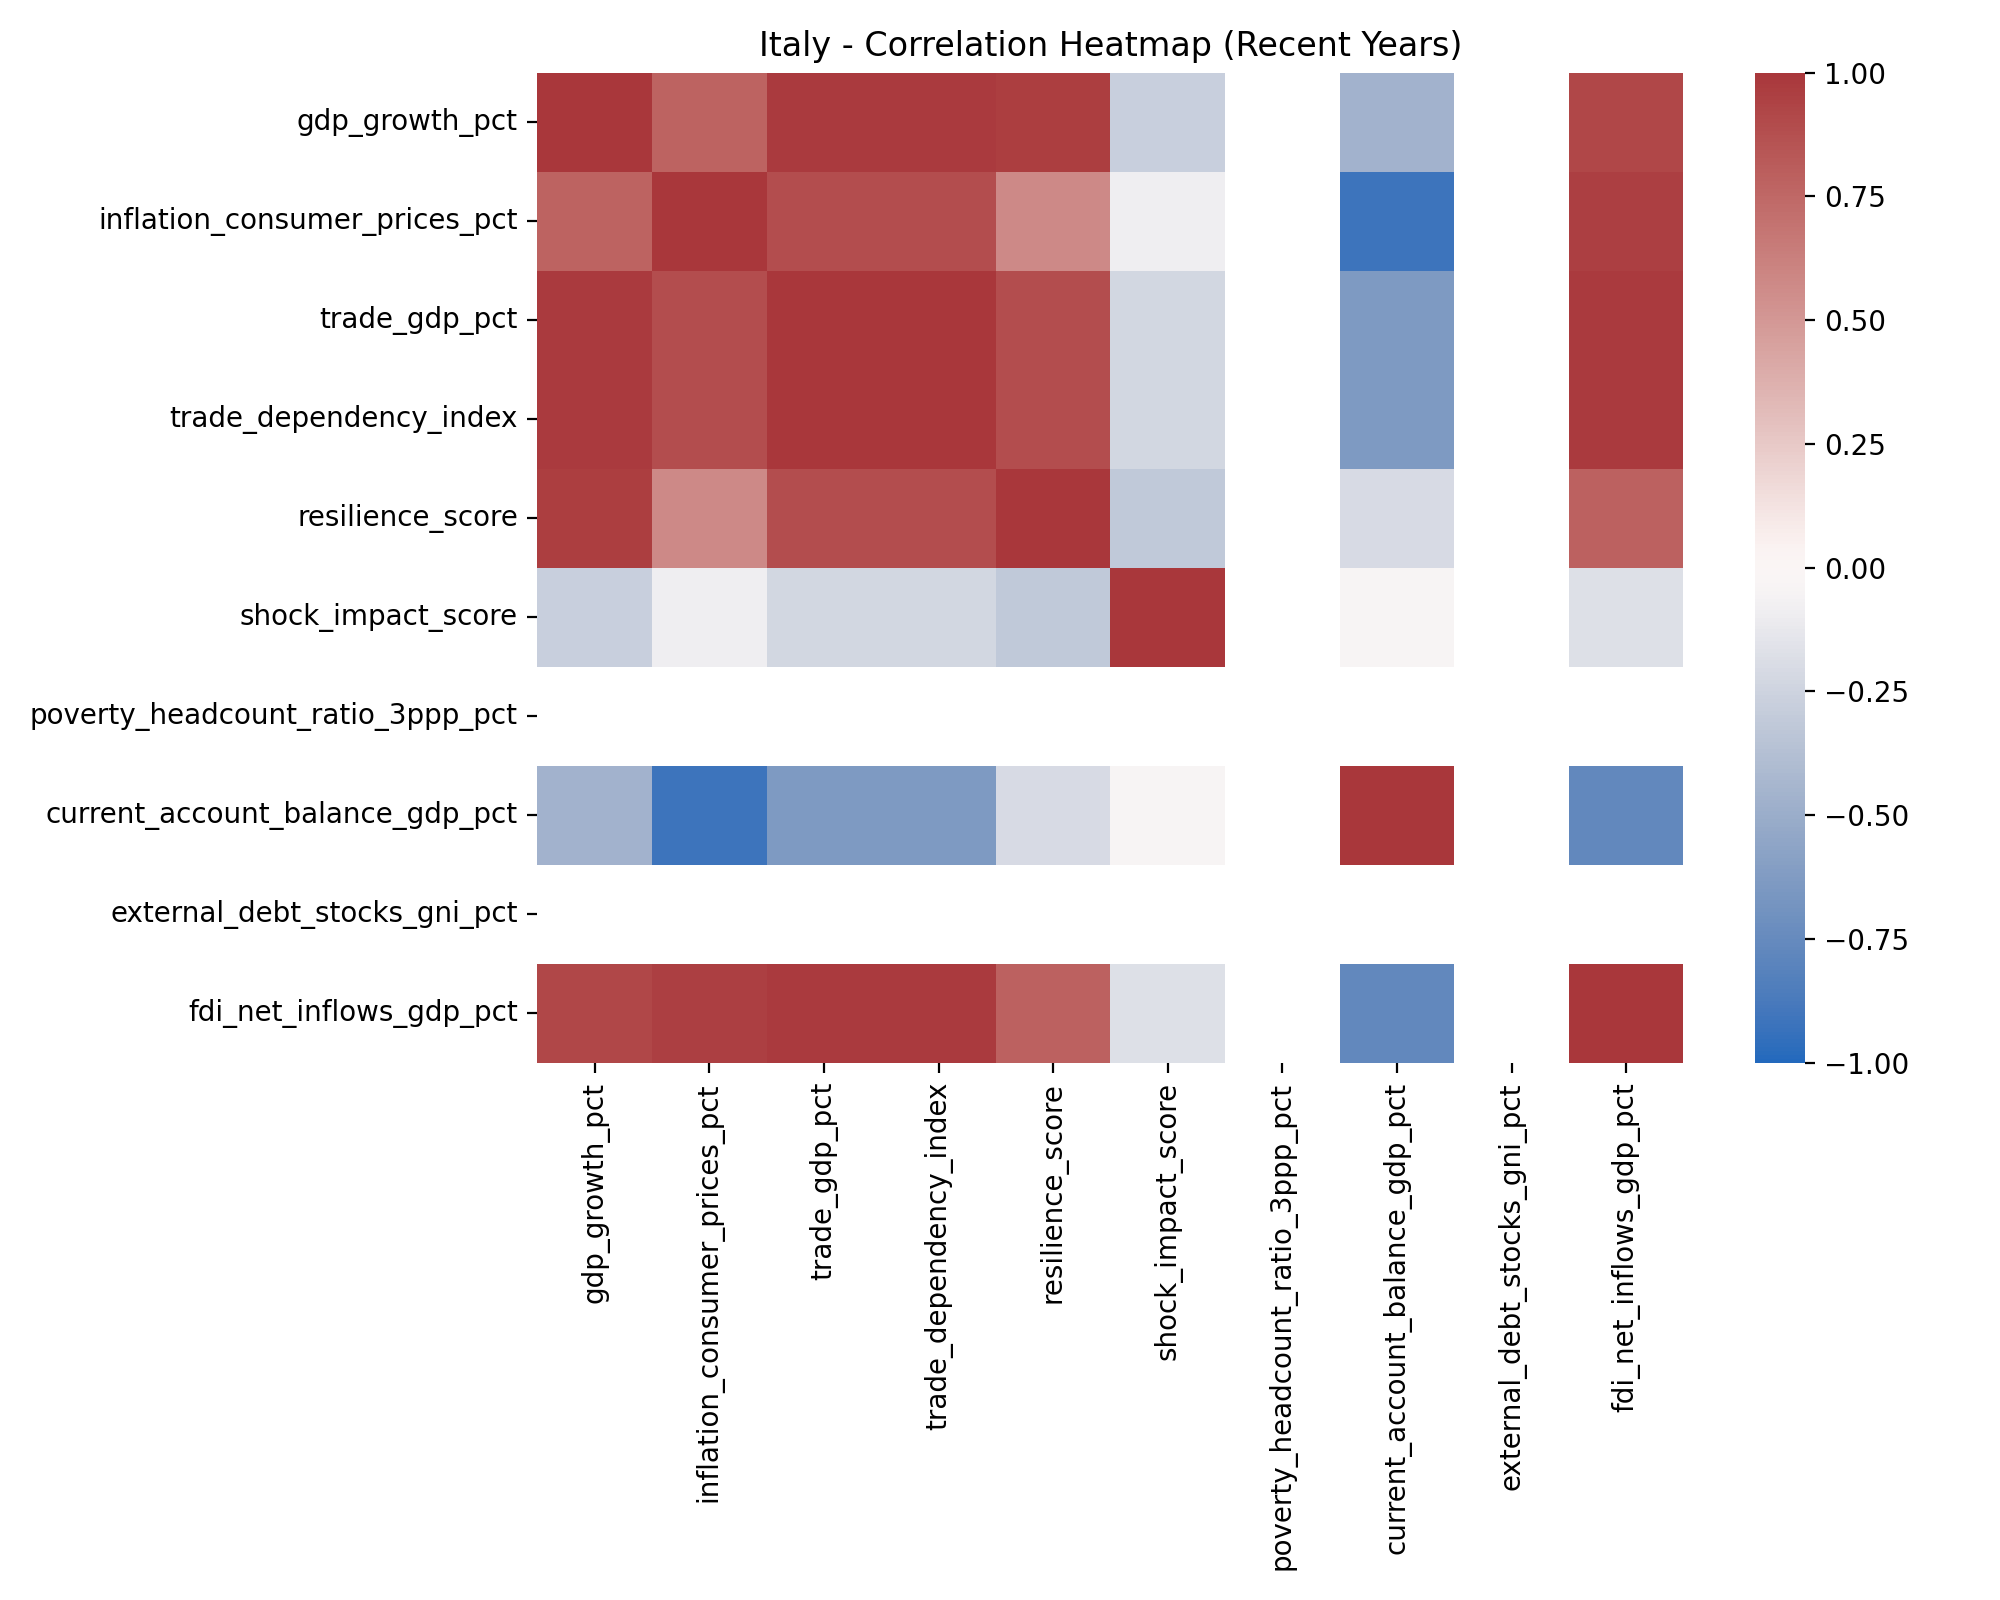 Italy - Correlation Heatmap (Recent Years)
gdp_growth_pct
inflation_consumer_prices_pct
trade_gdp_pct
trade_dependency_index
resilience_score
shock_impact_score
poverty_headcount_ratio_3ppp_pct
current_account_balance_gdp_pct
external_debt_stocks_gni_pct
fdi_net_inflows_gdp_pct
gdp_growth_pct
inflation_consumer_prices_pct
trade_gdp_pct
trade_dependency_index
resilience_score
shock_impact_score
poverty_headcount_ratio_3ppp_pct
current_account_balance_gdp_pct
external_debt_stocks_gni_pct
fdi_net_inflows_gdp_pct
1.00
0.75
0.50
0.25
0.00
−0.25
−0.50
−0.75
−1.00